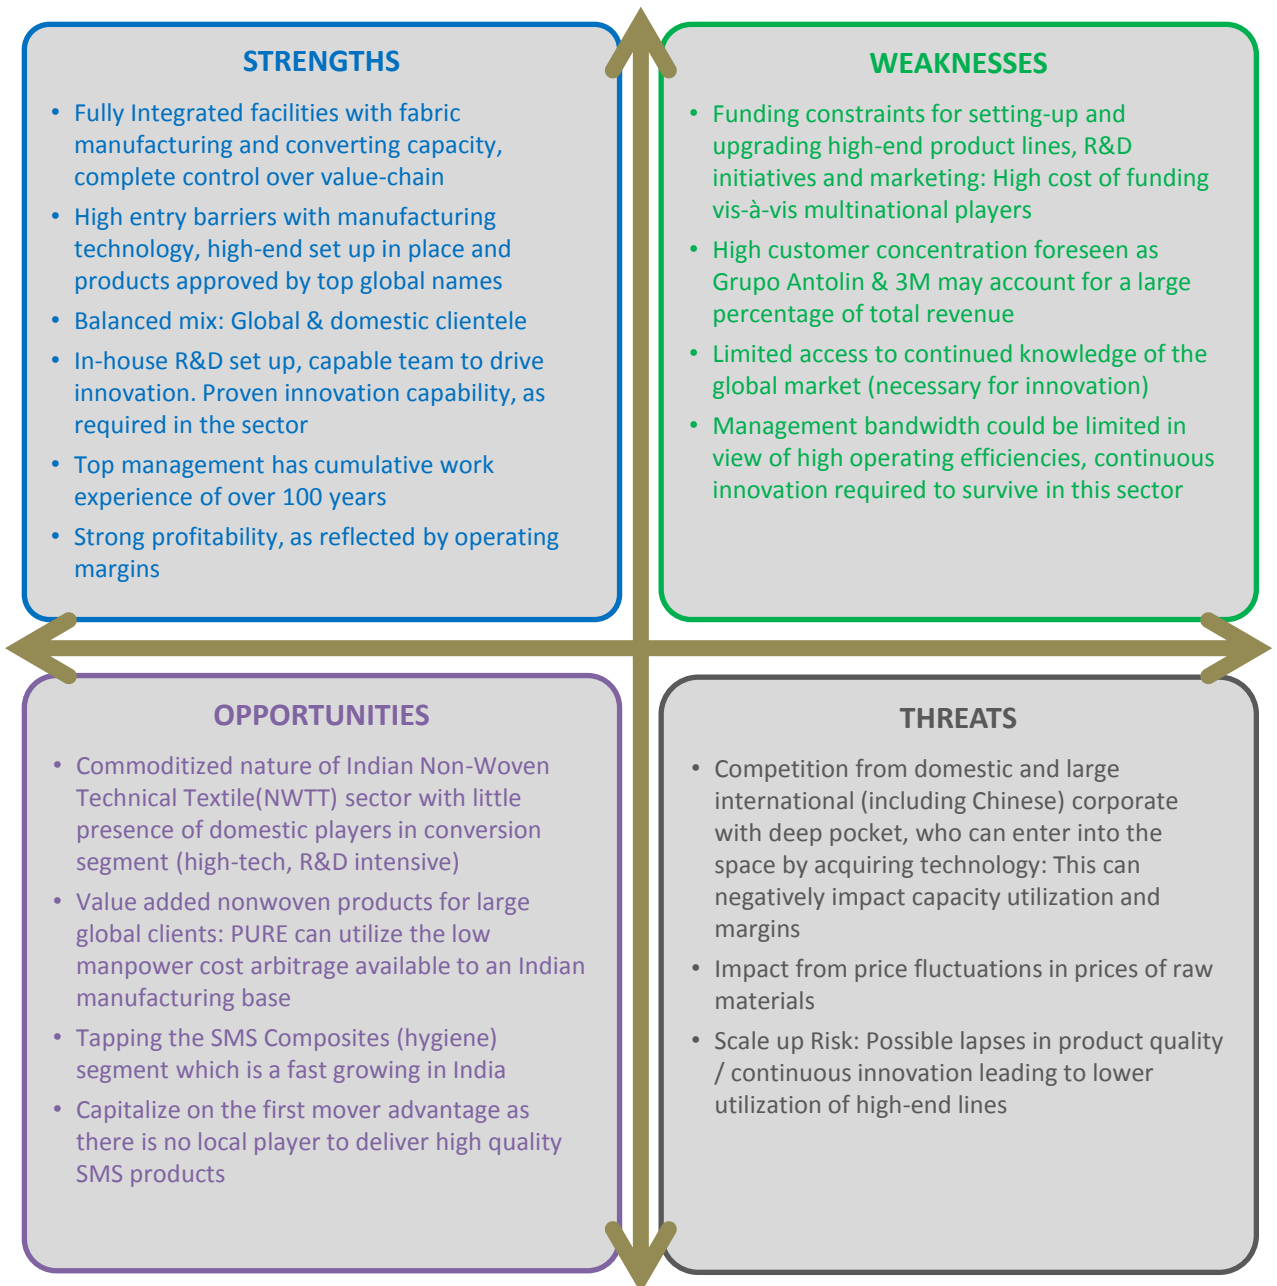 STRENGTHS
• Fully Integrated facilities with fabric
manufacturing and converting capacity,
complete control over value-chain
• High entry barriers with manufacturing
technology, high-end set up in place and
products approved by top global names
• Balanced mix: Global & domestic clientele
• In-house R&D set up, capable team to drive
innovation. Proven innovation capability, as
required in the sector
• Top management has cumulative work
experience of over 100 years
• Strong profitability, as reflected by operating
margins
WEAKNESSES
• Funding constraints for setting-up and
upgrading high-end product lines, R&D
initiatives and marketing: High cost of funding
vis-à-vis multinational players
• High customer concentration foreseen as
Grupo Antolin & 3M may account for a large
percentage of total revenue
• Limited access to continued knowledge of the
global market (necessary for innovation)
• Management bandwidth could be limited in
view of high operating efficiencies, continuous
innovation required to survive in this sector
OPPORTUNITIES
• Commoditized nature of Indian Non-Woven
Technical Textile(NWTT) sector with little
presence of domestic players in conversion
segment (high-tech, R&D intensive)
• Value added nonwoven products for large
global clients: PURE can utilize the low
manpower cost arbitrage available to an Indian
manufacturing base
• Tapping the SMS Composites (hygiene)
segment which is a fast growing in India
• Capitalize on the first mover advantage as
there is no local player to deliver high quality
SMS products
THREATS
• Competition from domestic and large
international (including Chinese) corporate
with deep pocket, who can enter into the
space by acquiring technology: This can
negatively impact capacity utilization and
margins
• Impact from price fluctuations in prices of raw
materials
• Scale up Risk: Possible lapses in product quality
/ continuous innovation leading to lower
utilization of high-end lines